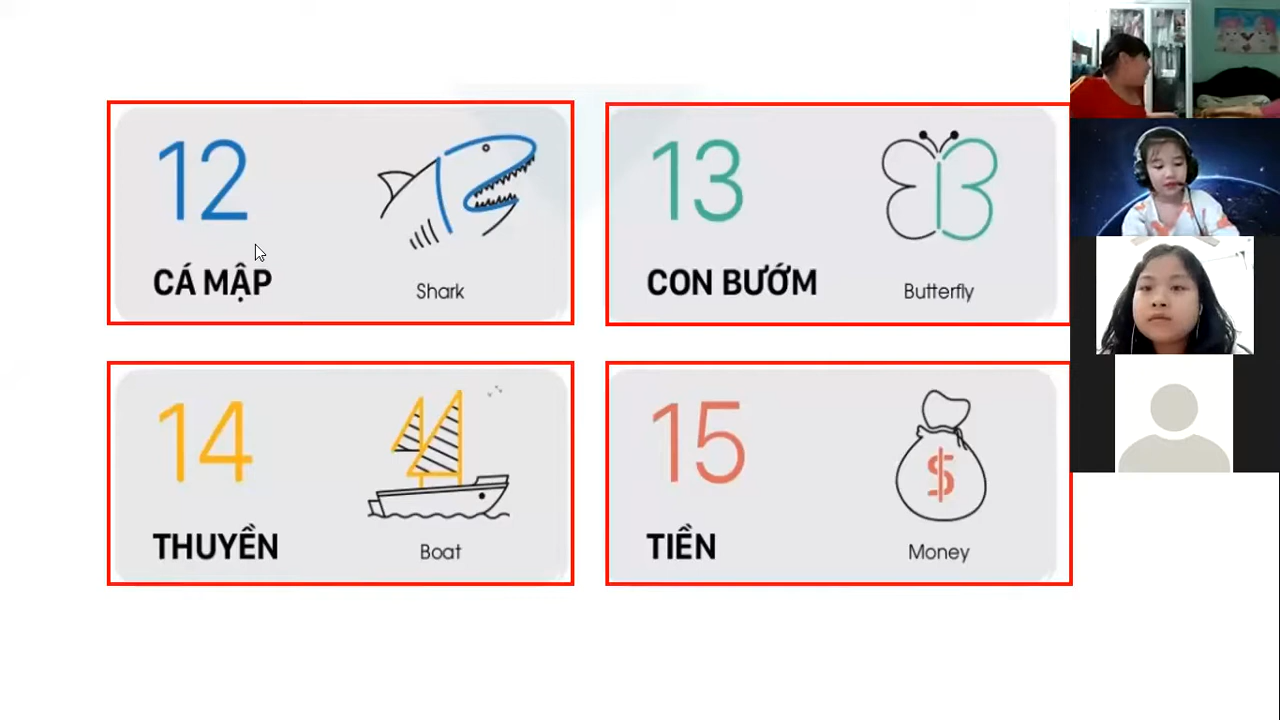 12
CÁ MẬP
Shark
13
CON BƯỚM
Butterfly
14
THUYỀN
Boat
15
TIỀN
$
Money